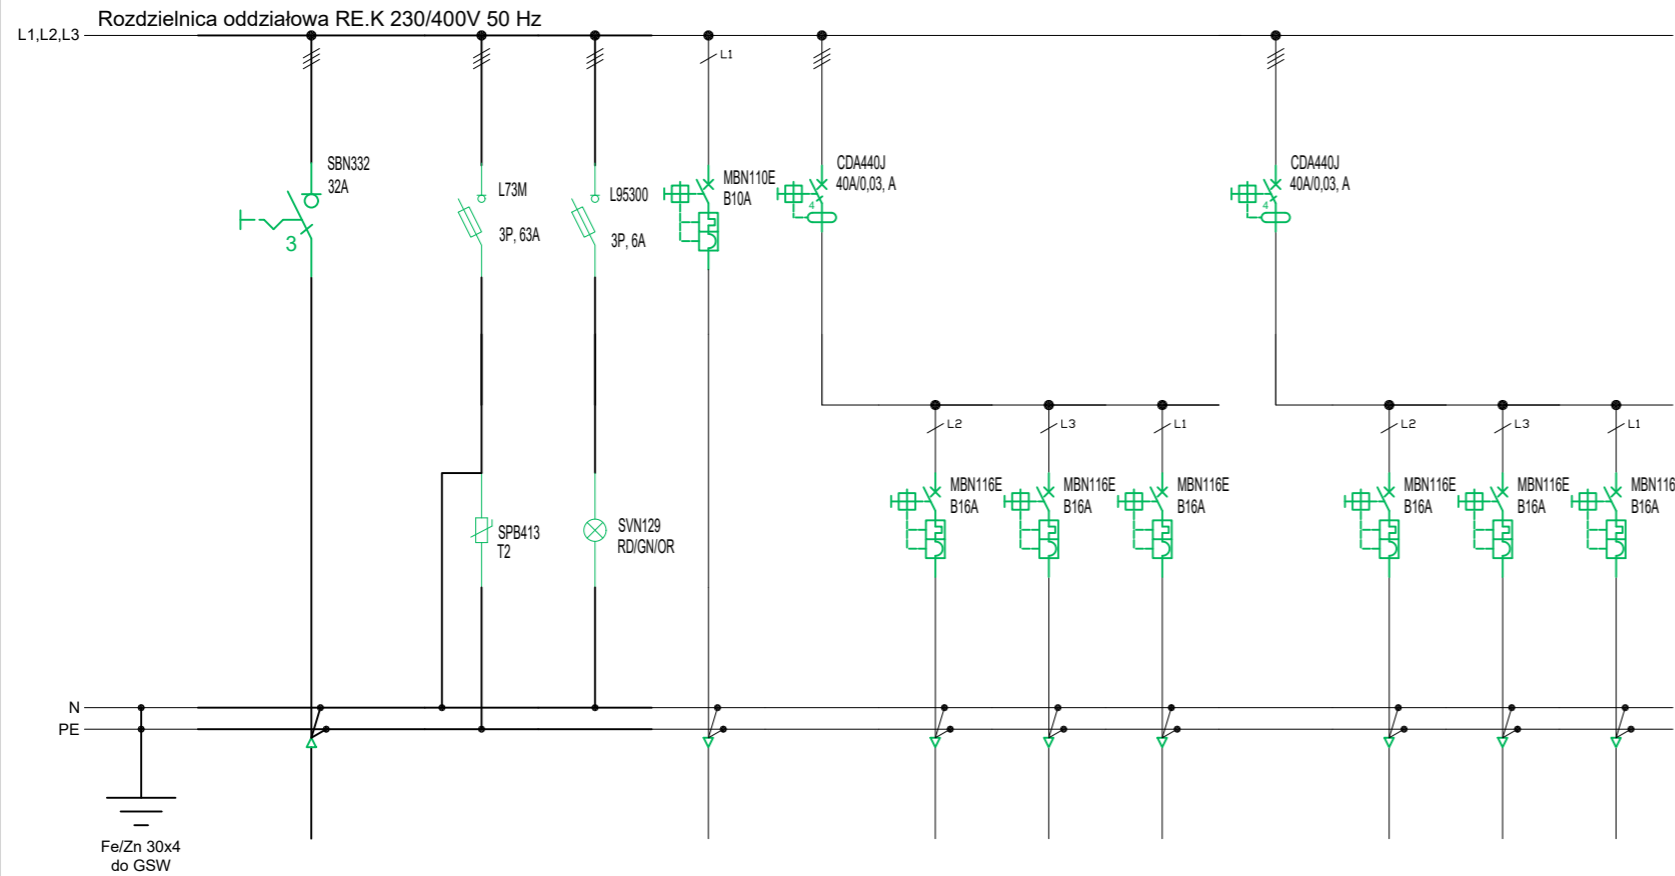 Rozdzielnica oddziałowa RE.K 230/400V 50 Hz
L1,L2,L3
L1
SBN332
32A
3
L73M
3P, 63A
L95300
3P, 6A
MBN110E
B10A
CDA440J
40A/0,03, A
4
CDA440J
40A/0,03, A
4
L2
L3
L1
L2
L3
L1
MBN116E
B16A
MBN116E
B16A
MBN116E
B16A
MBN116E
B16A
MBN116E
B16A
MBN116
B16A
SPB413
T2
SVN129
RD/GN/OR
N
PE
Fe/Zn 30x4
do GSW